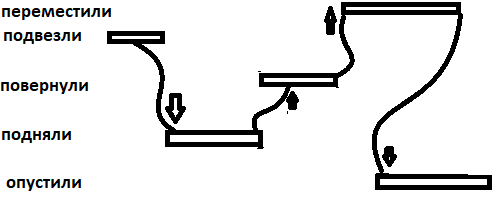 переместили
подвезли
повернули
подняли
опустили